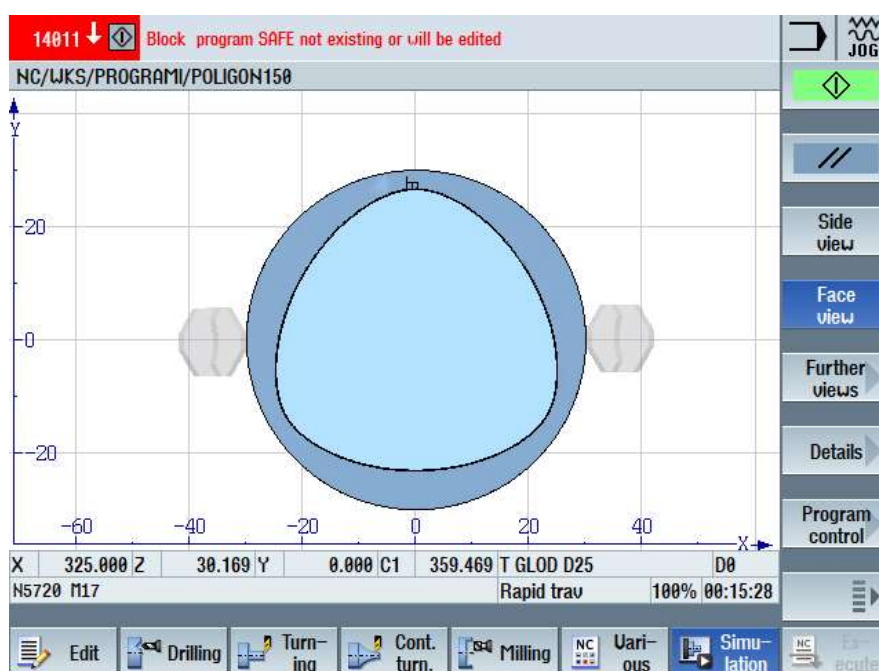 14011 Block program SAFE not existing or will be edited
JOG
NC/WKS/PROGRAMI/POLIGON150
Y
20
0
-20
-60 -40 -20 0 20 40 X
Side view
Face view
Further views
Details
Program control
X 325.000 Z 30.169 Y 0.000 C1 359.469 T GLOD D25 D0
N5720 M17 Rapid trav 100% 00:15:28
Edit
Drilling
Turn-
ing
Cont.
turn.
Milling
NC
Vari-
ous
Simu-
lation
NC
Ex-
ecute